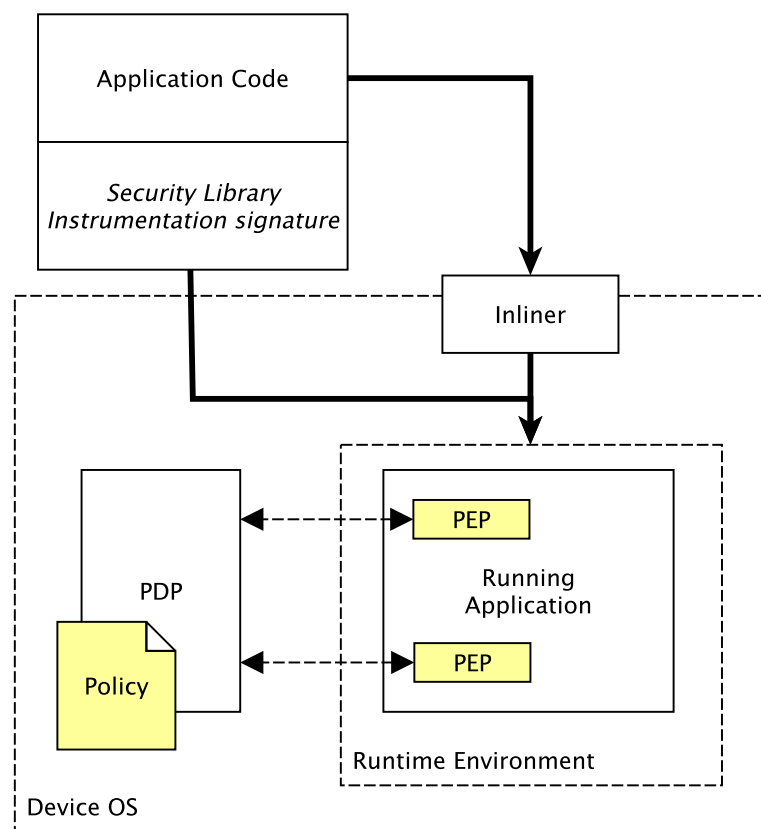 Application Code
Security Library
Instrumentation signature
Inliner
PEP
Running
Application
PDP
PEP
Policy
Runtime Environment
Device OS